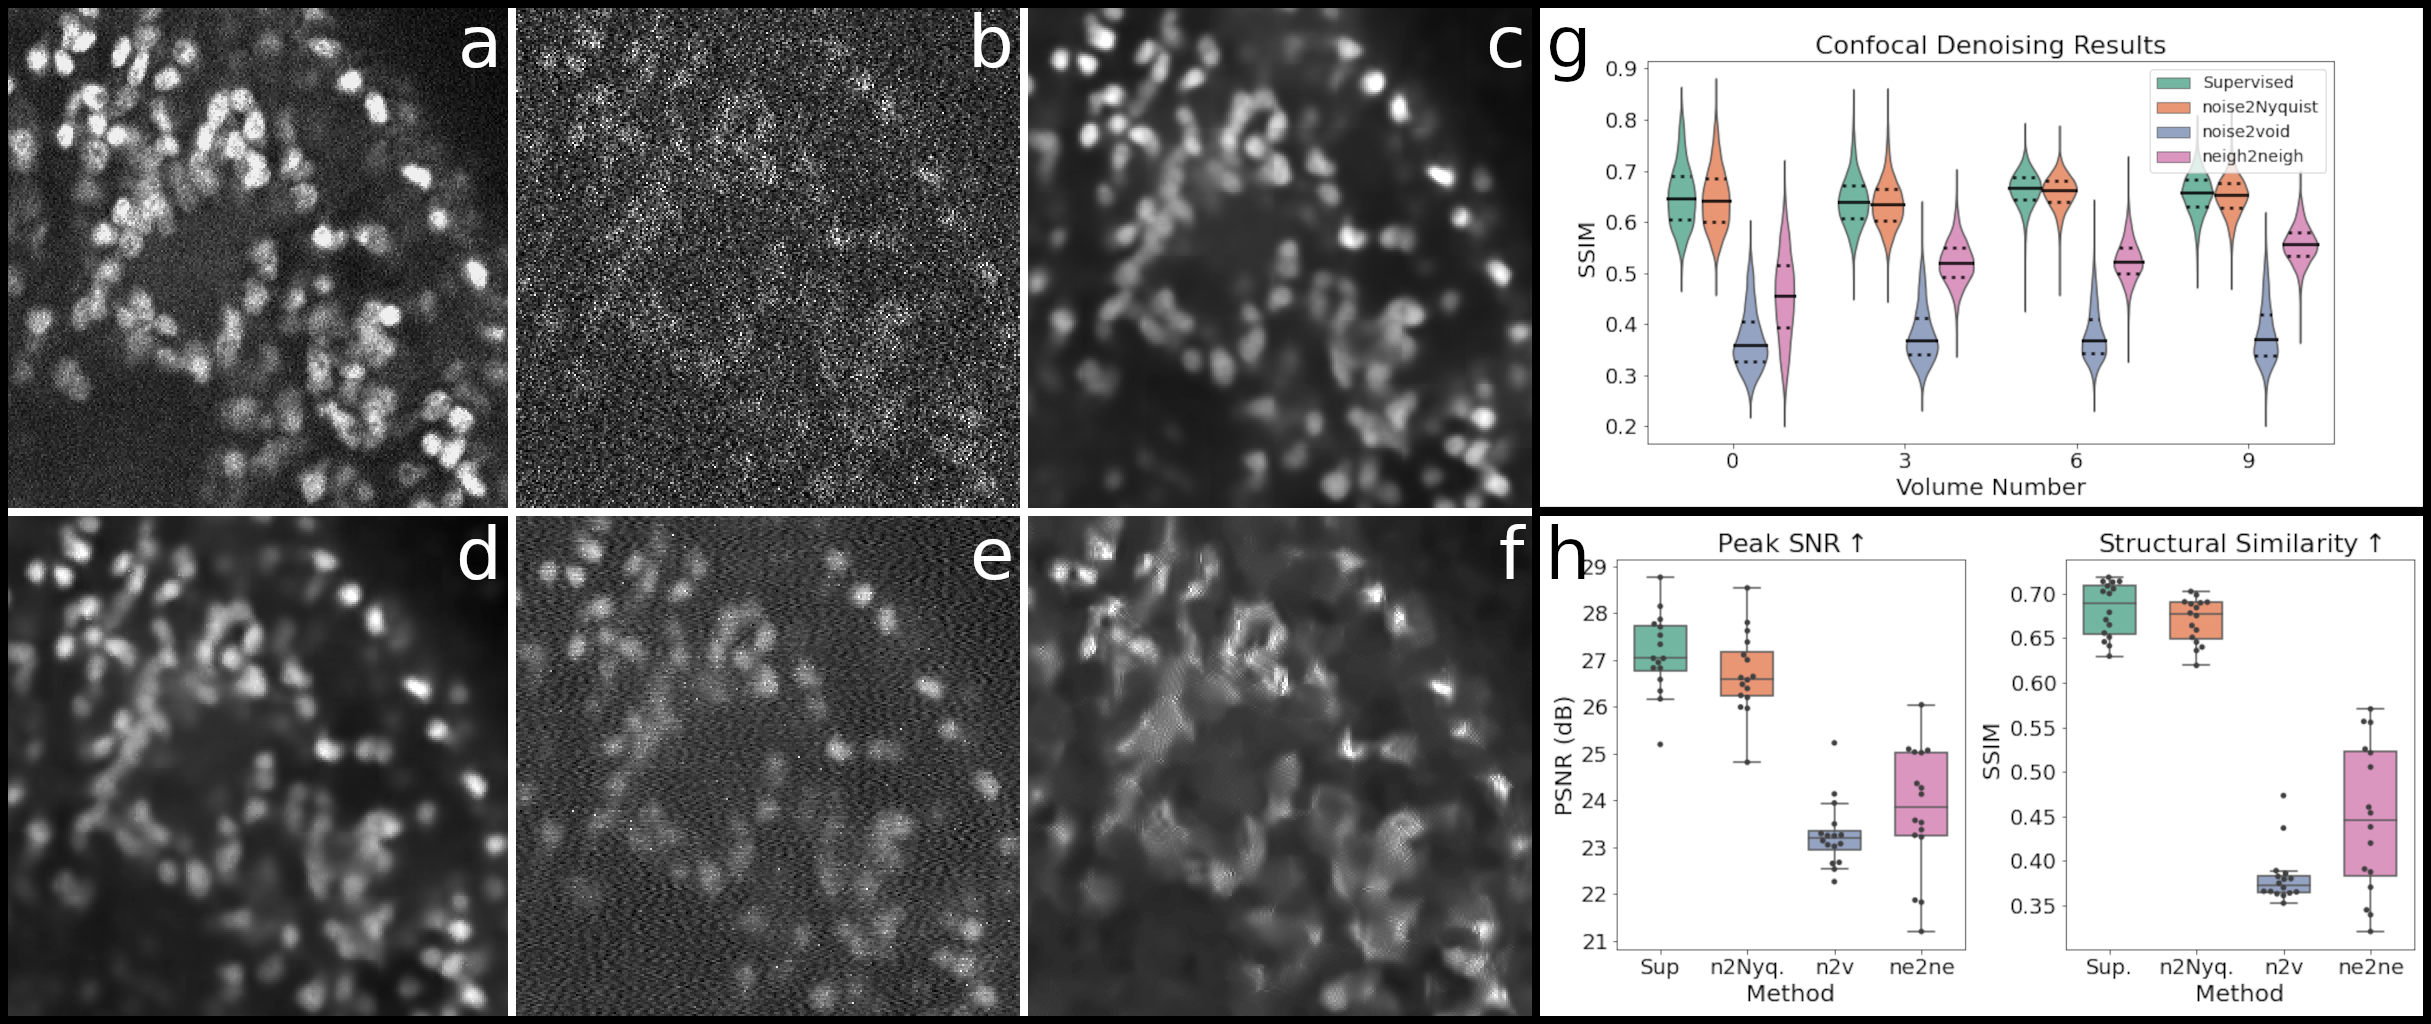 a
b
c
d
e
f
g
Confocal Denoising Results
Supervised
noise2Nyquist
noise2void
neigh2neigh
0.9
0.8
0.7
0.6
0.5
0.4
0.3
0.2
SSIM
0 3 6 9
Volume Number
h
Peak SNR ↑
29
28
27
26
25
24
23
22
21
PSNR (dB)
Sup n2Nyq. n2v ne2ne
Method
Structural Similarity ↑
0.70
0.65
0.60
0.55
0.50
0.45
0.40
0.35
SSIM
Sup. n2Nyq. n2v ne2ne
Method